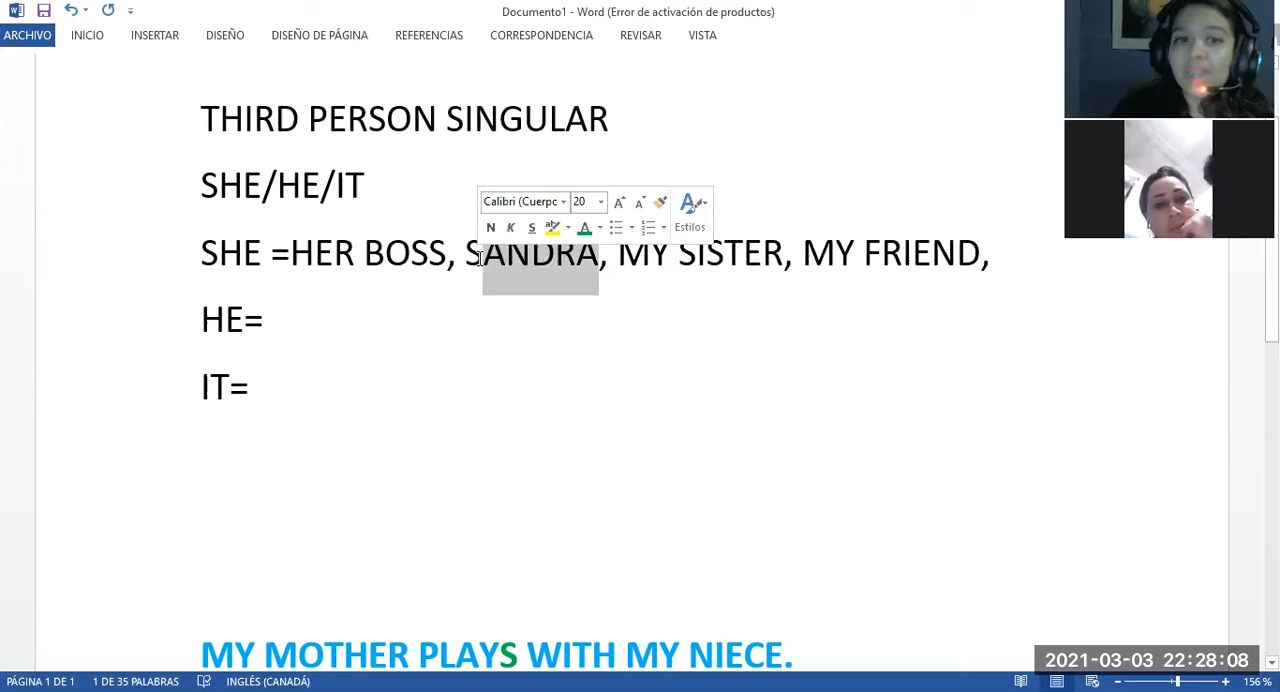 Documento1 - Word (Error de activación de productos)
ARCHIVO INICIO INSERTAR DISEÑO DISEÑO DE PÁGINA REFERENCIAS CORRESPONDENCIA REVISAR VISTA
THIRD PERSON SINGULAR
SHE/HE/IT
Calibri (Cuerpc 20
N K S Estilos
SHE =HER BOSS, SANDRA, MY SISTER, MY FRIEND,
HE=
IT=
MY MOTHER PLAYS WITH MY NIECE.
2021-03-03 22:28:08
PÁGINA 1 DE 1 1 DE 35 PALABRAS INGLÉS (CANADÁ) 156 %